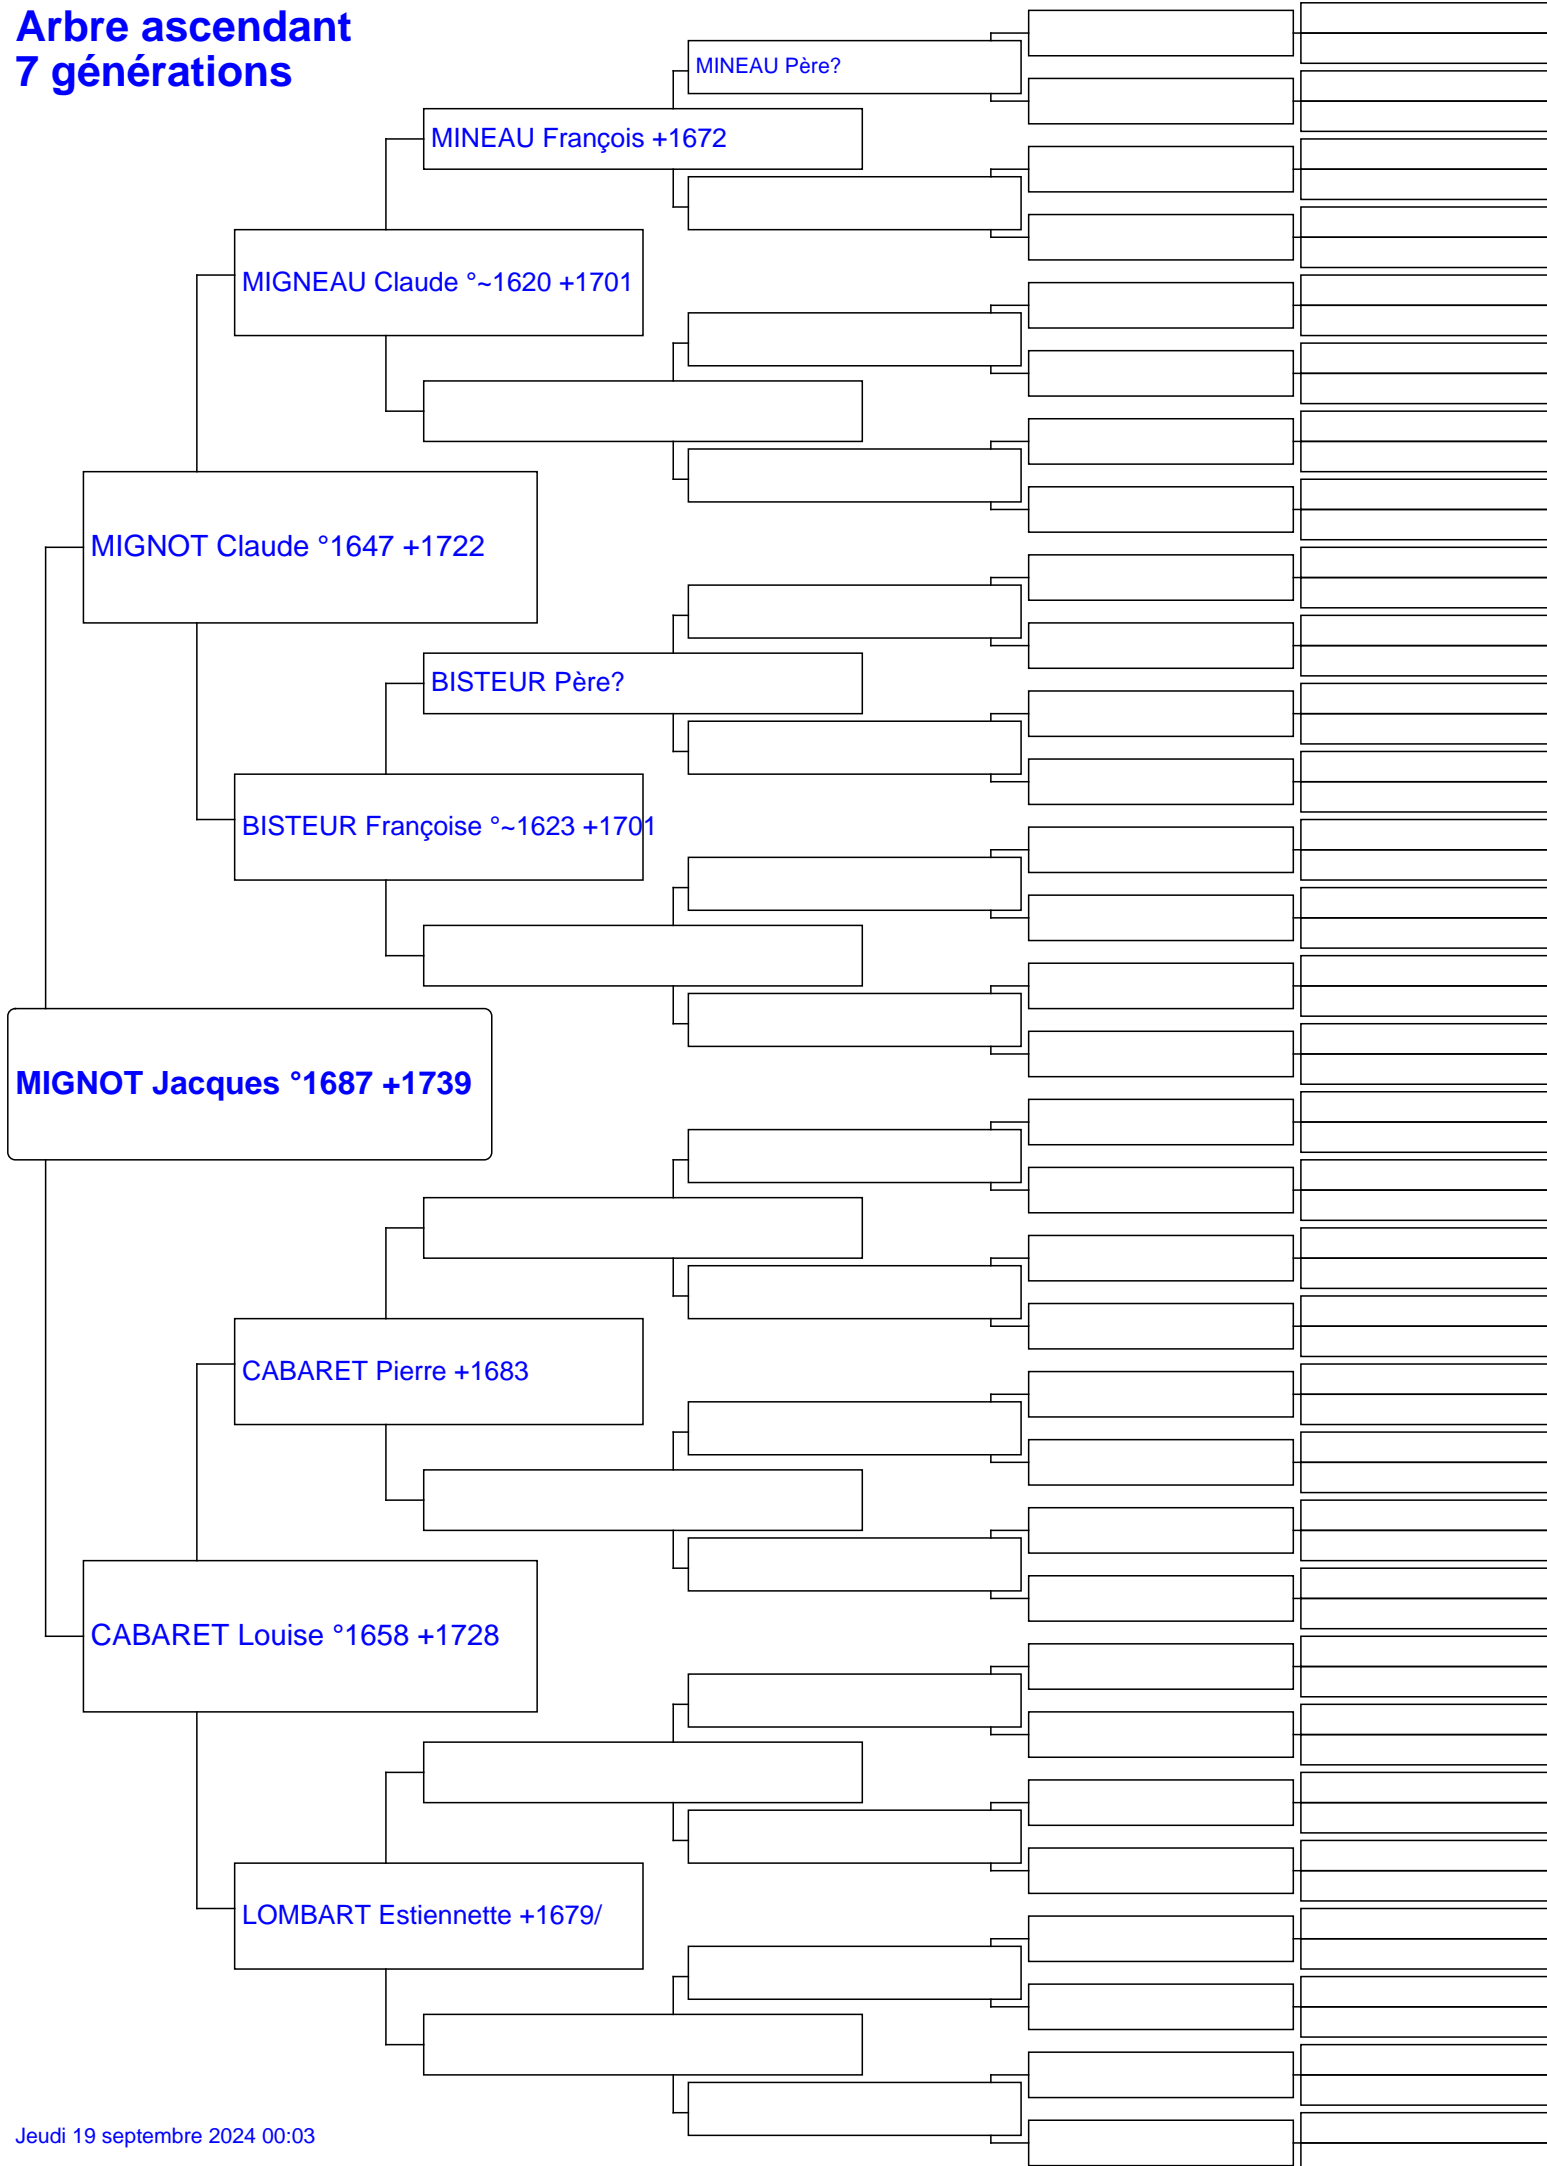 Arbre ascendant
7 générations
MINEAU Père?
MINEAU François +1672
MIGNEAU Claude °~1620 +1701
MIGNOT Claude °1647 +1722
BISTEUR Père?
BISTEUR Françoise °~1623 +1701
MIGNOT Jacques °1687 +1739
CABARET Pierre +1683
CABARET Louise °1658 +1728
LOMBART Estiennette +1679/
Jeudi 19 septembre 2024 00:03